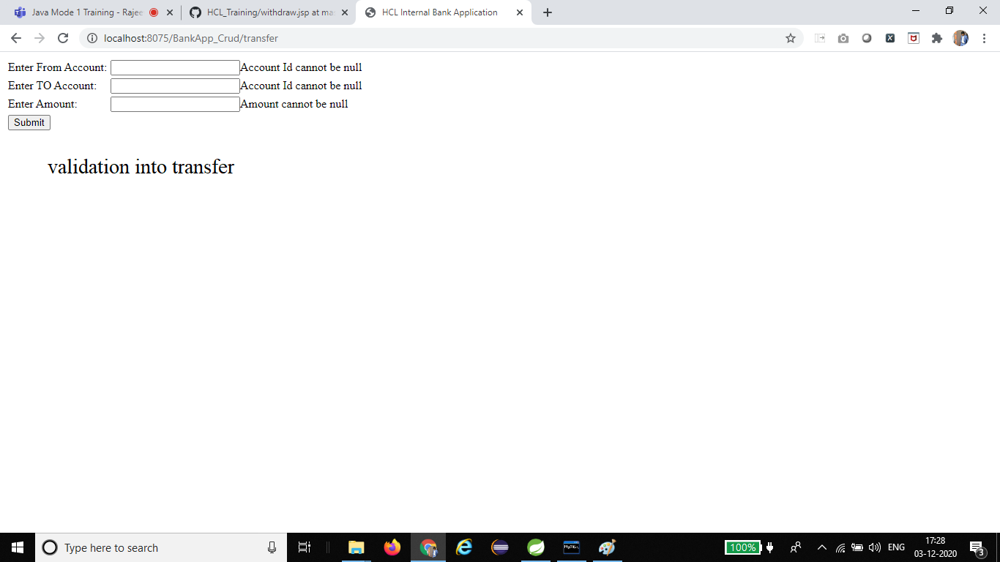 Java Mode 1 Training - Rajee
HCL_Training/withdraw.jsp at ma
HCL Internal Bank Application
localhost:8075/BankApp_Crud/transfer
Enter From Account: Account Id cannot be null
Enter TO Account: Account Id cannot be null
Enter Amount: Amount cannot be null
Submit
validation into transfer
Type here to search
100%
ENG
17:28
03-12-2020
3